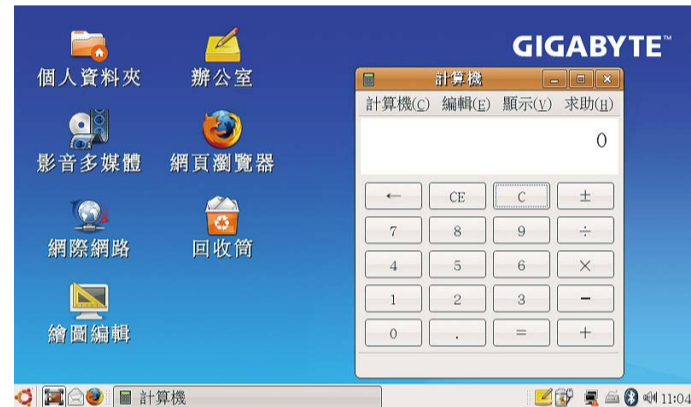 GIGABYTE™
個人資料夾
辦公室
影音多媒體
網頁瀏覽器
網際網路
回收筒
繪圖編輯
計算機
計算機(C) 編輯(E) 顯示(V) 求助(H)
0
← CE C ±
7 8 9 ÷
4 5 6 ×
1 2 3 −
0 . = +
計算機
11:04